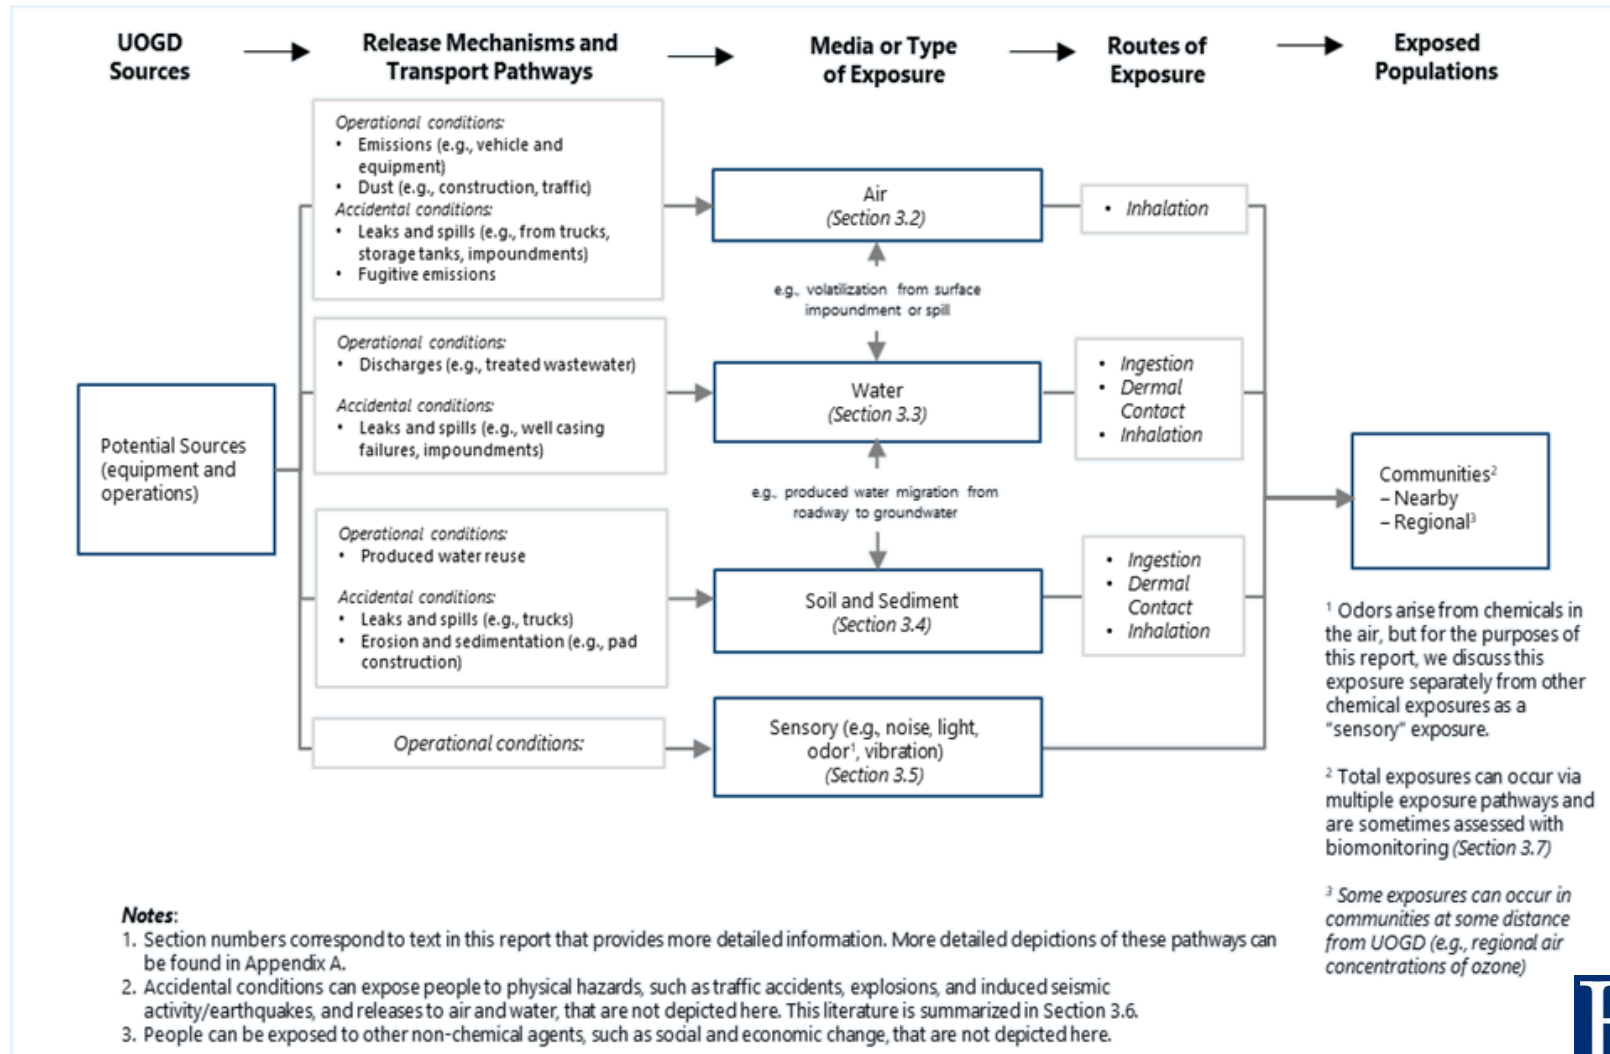 UOGD
Sources
Release Mechanisms and
Transport Pathways
Media or Type
of Exposure
Routes of
Exposure
Exposed
Populations
Potential Sources
(equipment and
operations)
Operational conditions:
• Emissions (e.g., vehicle and
equipment)
• Dust (e.g., construction, traffic)
Accidental conditions:
• Leaks and spills (e.g., from trucks,
storage tanks, impoundments)
• Fugitive emissions
Air
(Section 3.2)
• Inhalation
e.g., volatilization from surface
impoundment or spill
Operational conditions:
• Discharges (e.g., treated wastewater)
Accidental conditions:
• Leaks and spills (e.g., well casing
failures, impoundments)
Water
(Section 3.3)
• Ingestion
• Dermal
Contact
• Inhalation
e.g., produced water migration from
roadway to groundwater
Operational conditions:
• Produced water reuse
Accidental conditions:
• Leaks and spills (e.g., trucks)
• Erosion and sedimentation (e.g., pad
construction)
Soil and Sediment
(Section 3.4)
• Ingestion
• Dermal
Contact
• Inhalation
Operational conditions:
Sensory (e.g., noise, light,
odor¹, vibration)
(Section 3.5)
Communities²
– Nearby
– Regional³
¹ Odors arise from chemicals in
the air, but for the purposes of
this report, we discuss this
exposure separately from other
chemical exposures as a
“sensory” exposure.
² Total exposures can occur via
multiple exposure pathways and
are sometimes assessed with
biomonitoring (Section 3.7)
³ Some exposures can occur in
communities at some distance
from UOGD (e.g., regional air
concentrations of ozone)
Notes:
1. Section numbers correspond to text in this report that provides more detailed information. More detailed depictions of these pathways can
be found in Appendix A.
2. Accidental conditions can expose people to physical hazards, such as traffic accidents, explosions, and induced seismic
activity/earthquakes, and releases to air and water, that are not depicted here. This literature is summarized in Section 3.6.
3. People can be exposed to other non-chemical agents, such as social and economic change, that are not depicted here.